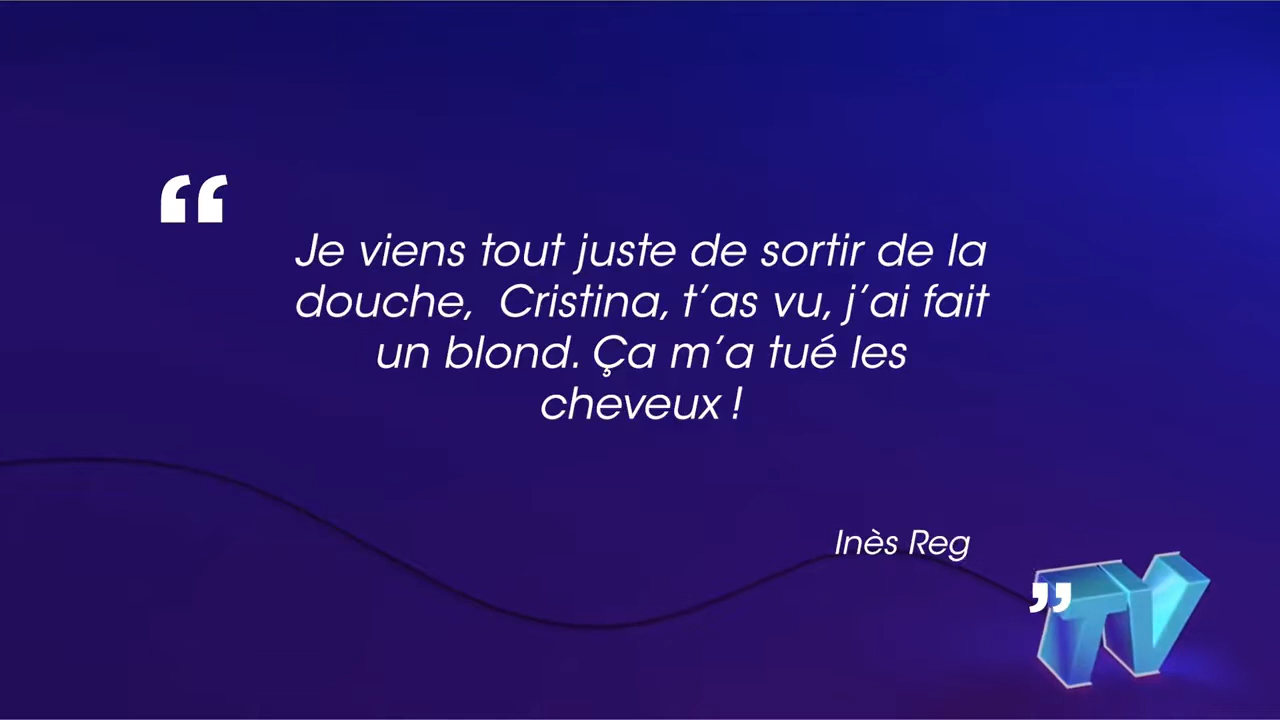 “
Je viens tout juste de sortir de la
douche,  Cristina, t’as vu, j’ai fait
un blond. Ça m’a tué les
cheveux !
Inès Reg
”
TV